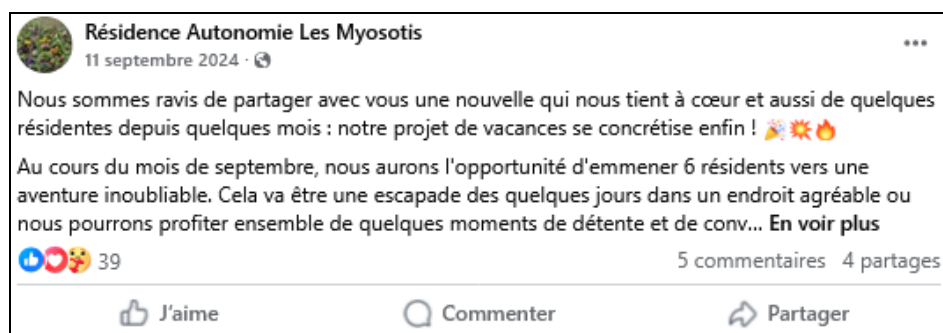 Résidence Autonomie Les Myosotis
11 septembre 2024 ·
Nous sommes ravis de partager avec vous une nouvelle qui nous tient à cœur et aussi de quelques
résidentes depuis quelques mois : notre projet de vacances se concrétise enfin ! 🎉💥🔥
Au cours du mois de septembre, nous aurons l'opportunité d'emmener 6 résidents vers une
aventure inoubliable. Cela va être une escapade des quelques jours dans un endroit agréable ou
nous pourrons profiter ensemble de quelques moments de détente et de conv... En voir plus
39 5 commentaires 4 partages
J'aime Commenter Partager